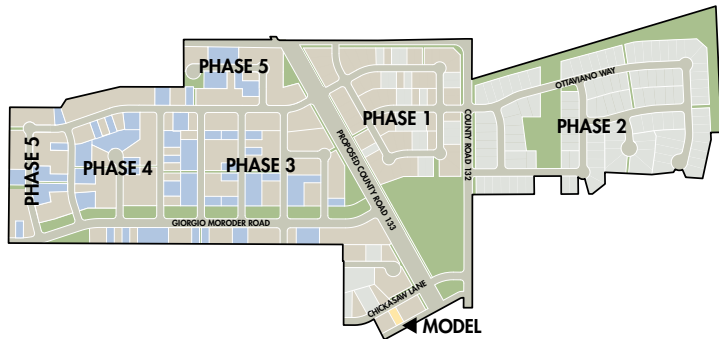 PHASE 5
OTTAVIANO WAY
PHASE 1
COUNTY ROAD 132
PHASE 2
PROPOSED COUNTY ROAD 133
PHASE 5
PHASE 4
PHASE 3
GIORGIO MORODER ROAD
CHICKASAW LANE
MODEL